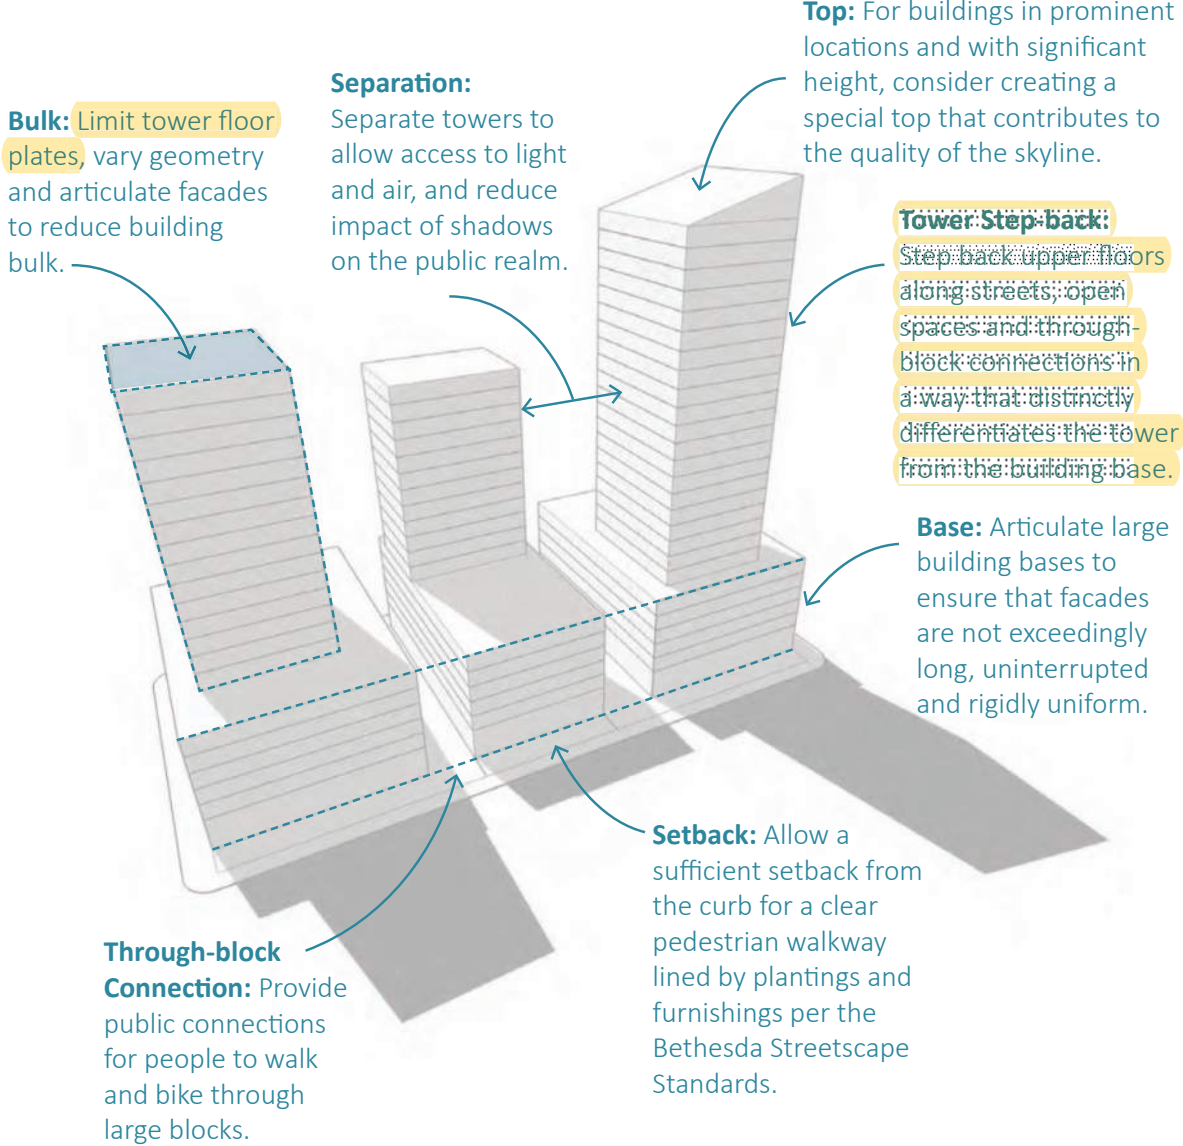 Top: For buildings in prominent
locations and with significant
height, consider creating a
special top that contributes to
the quality of the skyline.
Separation:
Separate towers to
allow access to light
and air, and reduce
impact of shadows
on the public realm.
Bulk: Limit tower floor
plates, vary geometry
and articulate facades
to reduce building
bulk.
Tower Step-back:
Step back upper floors
along streets, open
spaces and through-
block connections in
a way that distinctly
differentiates the tower
from the building base.
Base: Articulate large
building bases to
ensure that facades
are not exceedingly
long, uninterrupted
and rigidly uniform.
Setback: Allow a
sufficient setback from
the curb for a clear
pedestrian walkway
lined by plantings and
furnishings per the
Bethesda Streetscape
Standards.
Through-block
Connection: Provide
public connections
for people to walk
and bike through
large blocks.